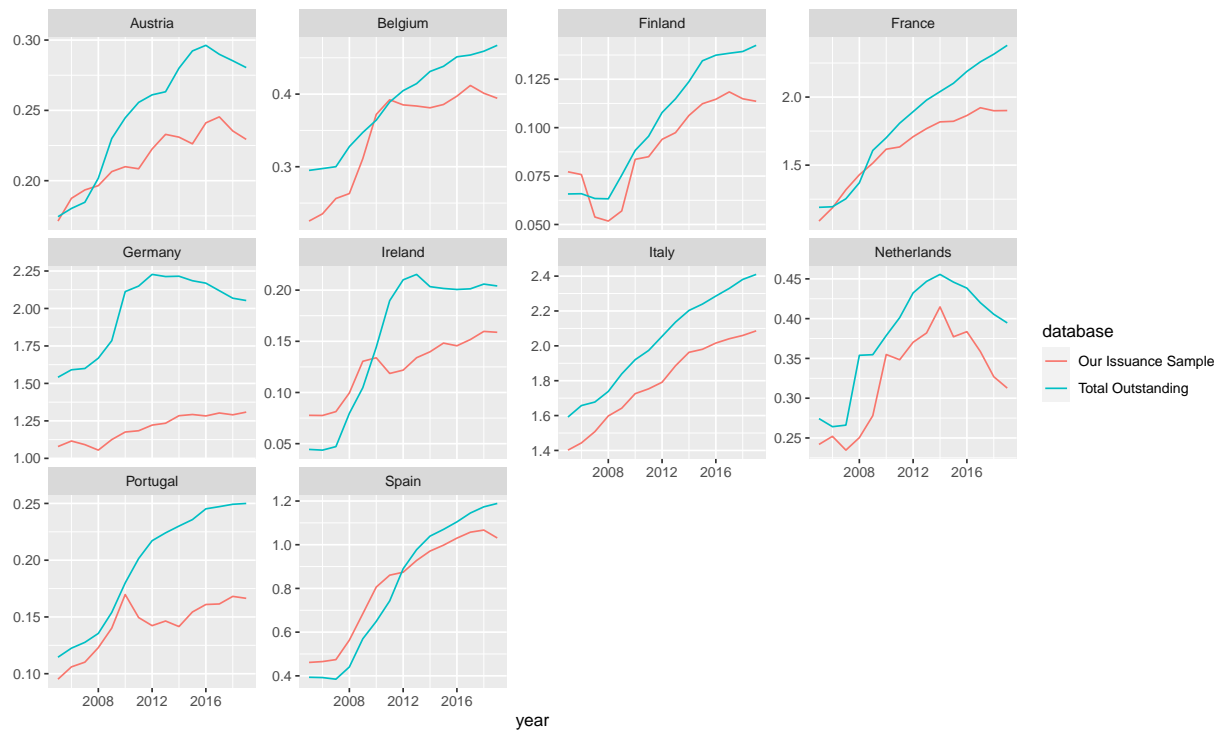 Austria
Belgium
Finland
France
0.30
0.25
0.20
0.4
0.3
0.125
0.100
0.075
0.050
2.0
1.5
Germany
Ireland
Italy
Netherlands
2.25
2.00
1.75
1.50
1.25
1.00
0.20
0.15
0.10
0.05
2.4
2.2
2.0
1.8
1.6
1.4
0.45
0.40
0.35
0.30
0.25
2008 2012 2016
2008 2012 2016
Portugal
Spain
0.25
0.20
0.15
0.10
1.2
1.0
0.8
0.6
0.4
2008 2012 2016
2008 2012 2016
year
database
Our Issuance Sample
Total Outstanding